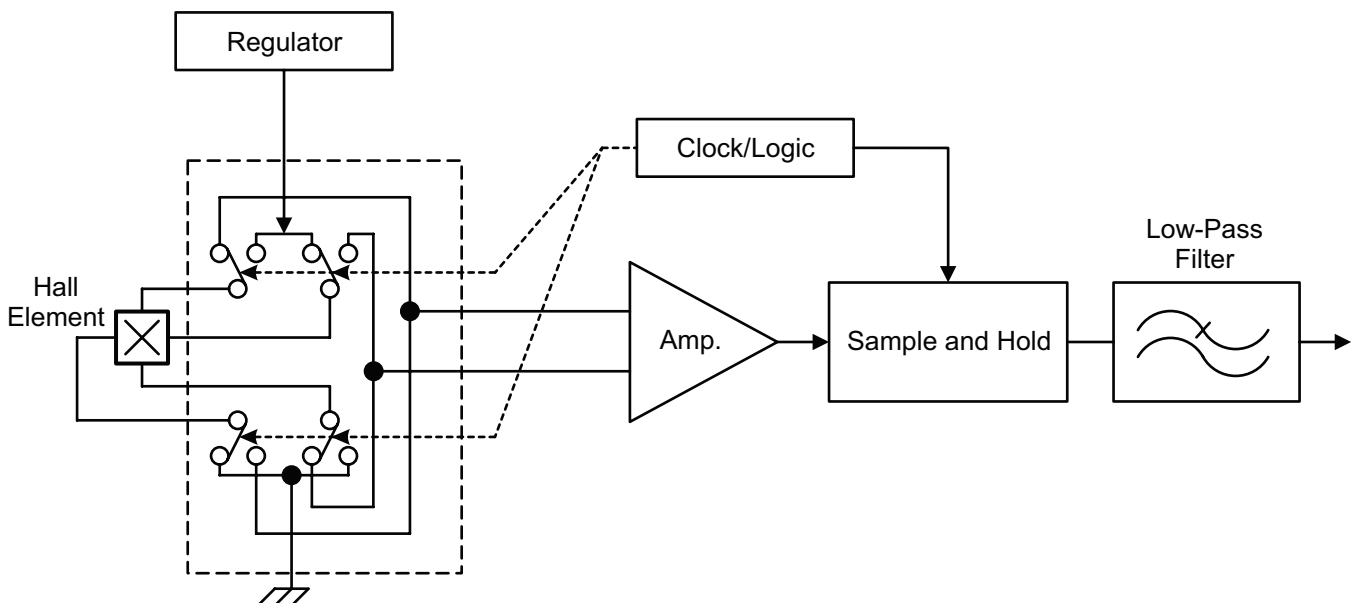 Regulator
Clock/Logic
Low-Pass
Filter
Hall
Element
Amp.
Sample and Hold